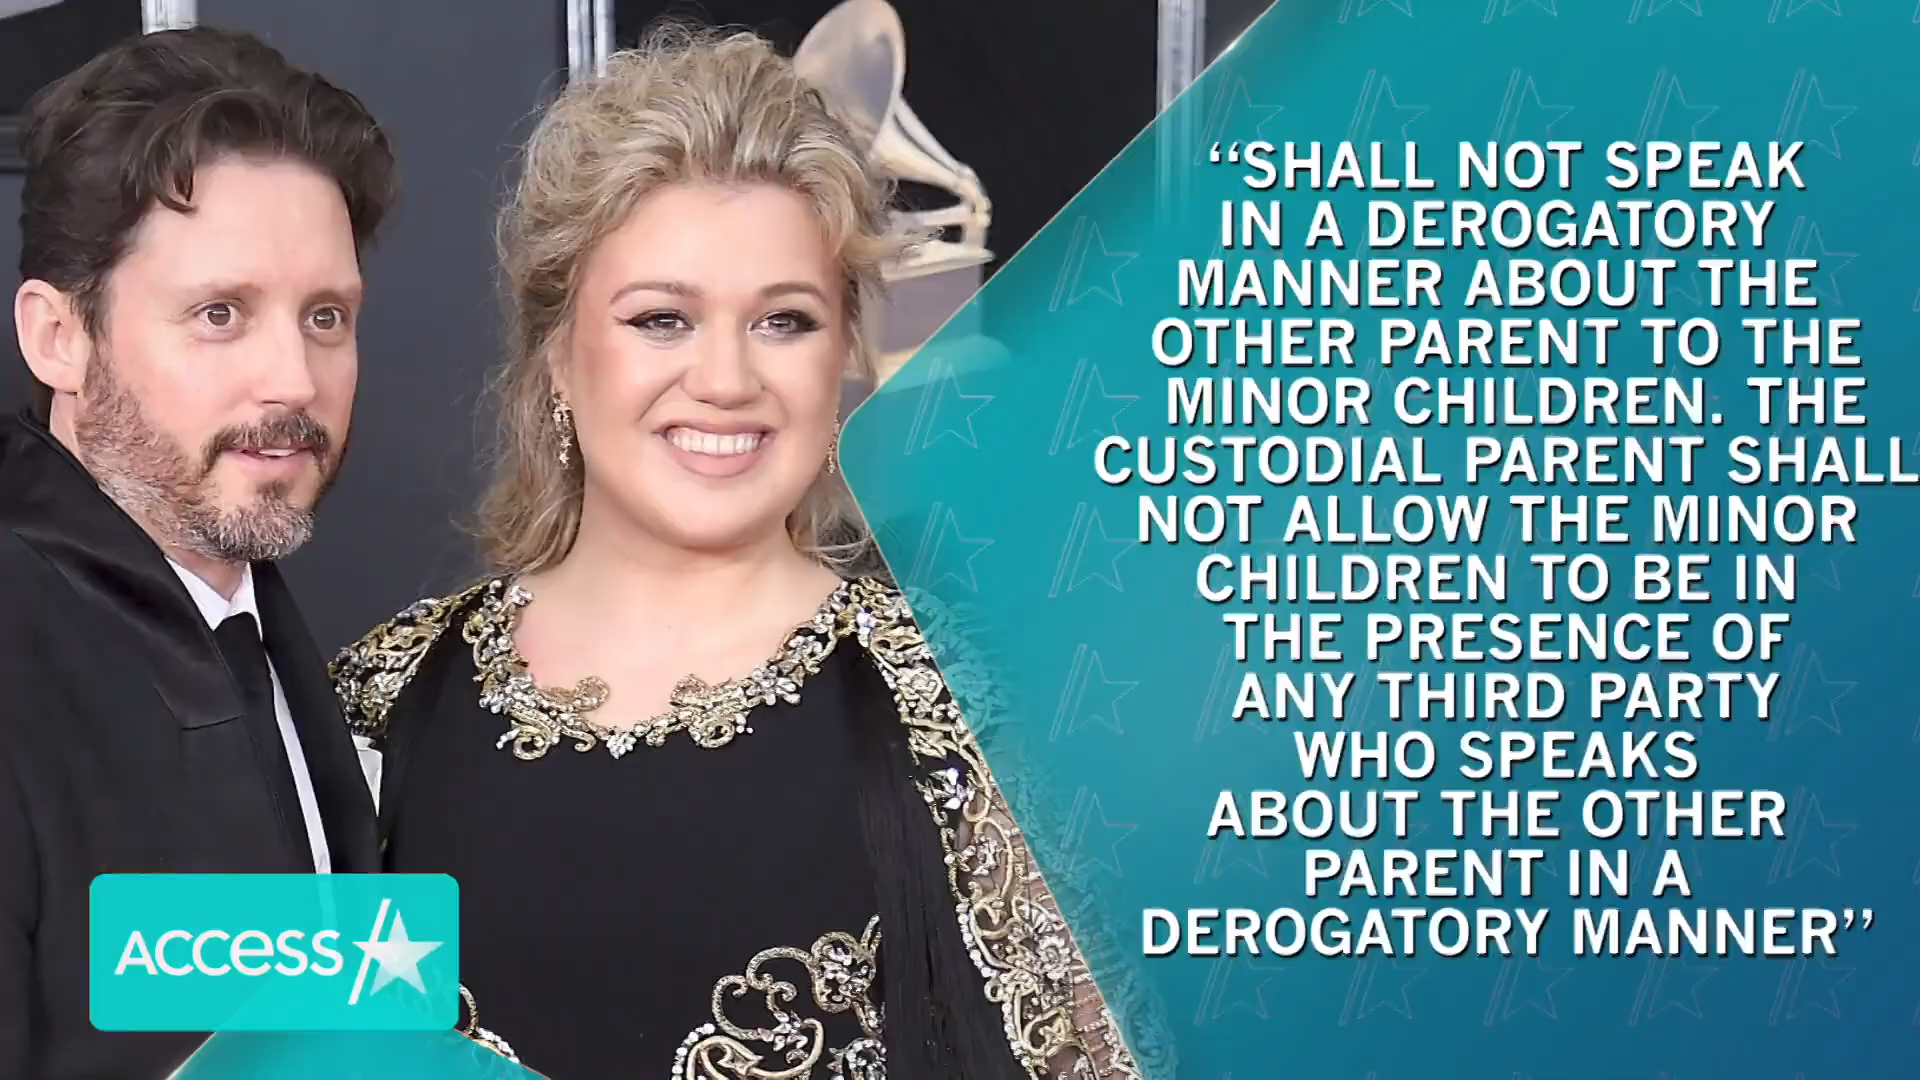 “SHALL NOT SPEAK
IN A DEROGATORY
MANNER ABOUT THE
OTHER PARENT TO THE
MINOR CHILDREN. THE
CUSTODIAL PARENT SHALL
NOT ALLOW THE MINOR
CHILDREN TO BE IN
THE PRESENCE OF
ANY THIRD PARTY
WHO SPEAKS
ABOUT THE OTHER
PARENT IN A
DEROGATORY MANNER”
ACCESS